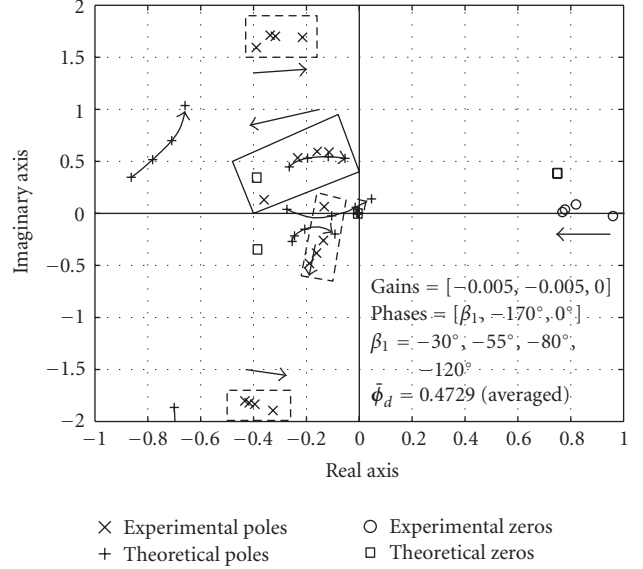 2
1.5
1
0.5
0
−0.5
−1
−1.5
−2
Imaginary axis
Gains = [−0.005, −0.005, 0]
Phases = [β₁, −170°, 0°]
β₁ = −30°, −55°, −80°,
−120°
ϕ̄_d = 0.4729 (averaged)
−1 −0.8 −0.6 −0.4 −0.2 0 0.2 0.4 0.6 0.8 1
Real axis
Experimental poles
Theoretical poles
Experimental zeros
Theoretical zeros